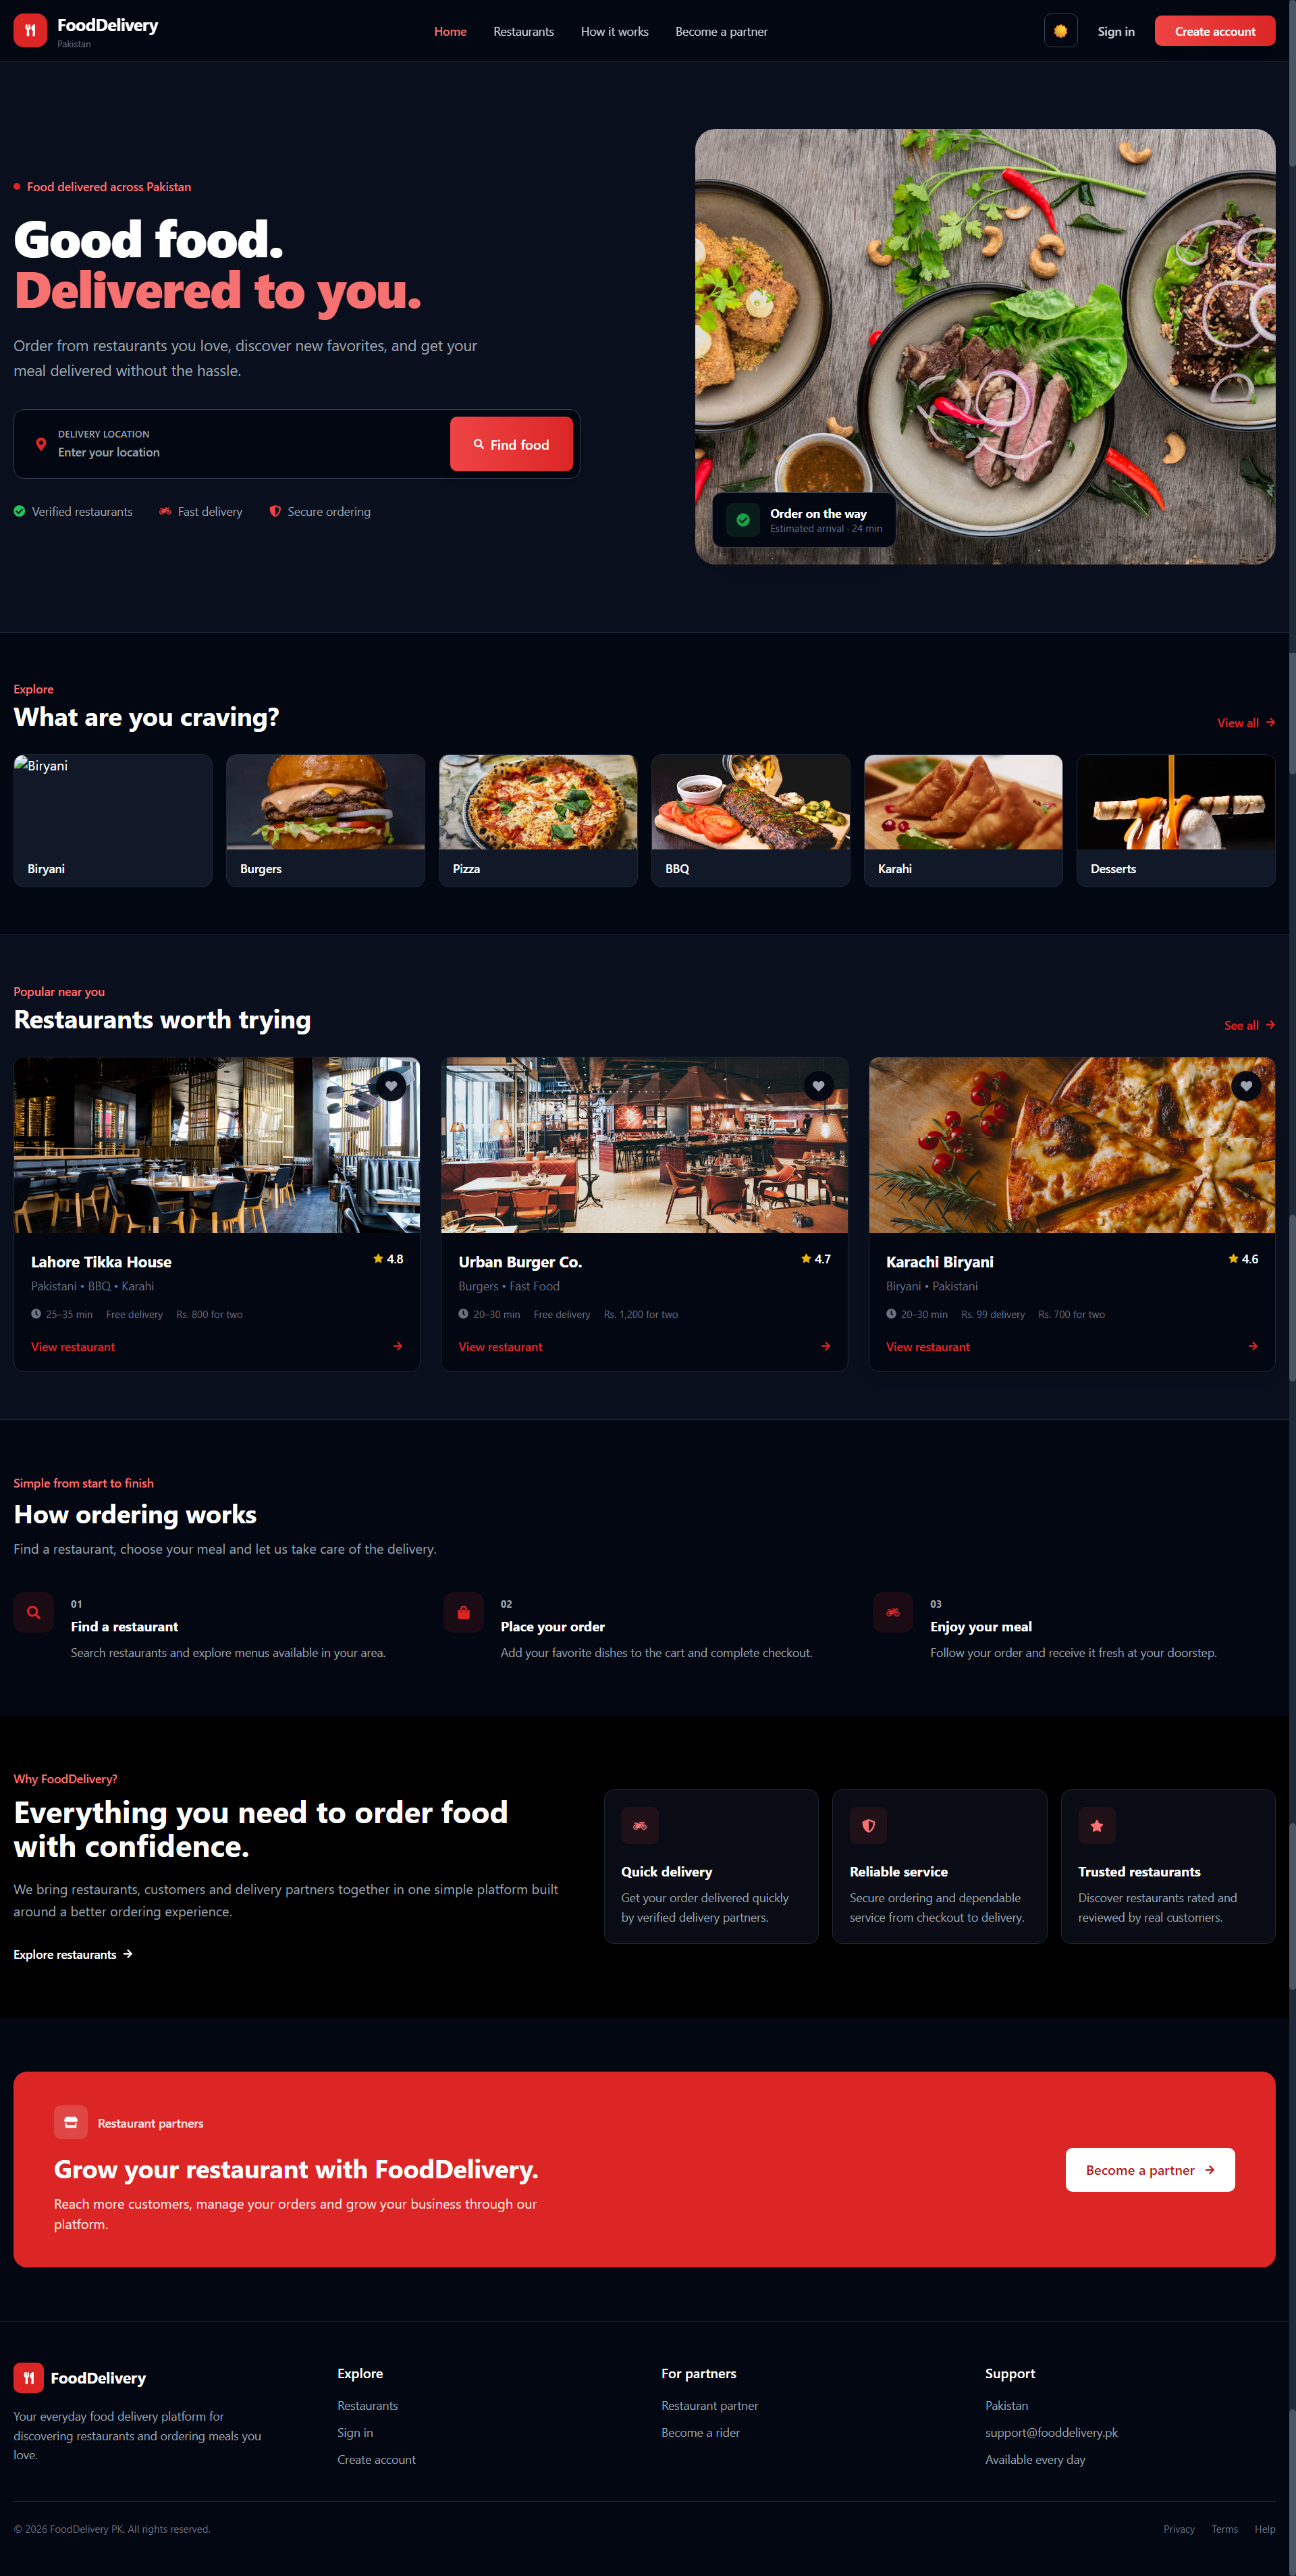 FoodDelivery
Pakistan
Home
Restaurants
How it works
Become a partner
Sign in
Create account
Food delivered across Pakistan
Good food.
Delivered to you.
Order from restaurants you love, discover new favorites, and get your
meal delivered without the hassle.
DELIVERY LOCATION
Enter your location
Find food
Verified restaurants
Fast delivery
Secure ordering
Order on the way
Estimated arrival · 24 min
Explore
What are you craving?
View all
Biryani
Biryani
Burgers
Pizza
BBQ
Karahi
Desserts
Popular near you
Restaurants worth trying
See all
Lahore Tikka House
4.8
Pakistani • BBQ • Karahi
25–35 min
Free delivery
Rs. 800 for two
View restaurant
Urban Burger Co.
4.7
Burgers • Fast Food
20–30 min
Free delivery
Rs. 1,200 for two
View restaurant
Karachi Biryani
4.6
Biryani • Pakistani
20–30 min
Rs. 99 delivery
Rs. 700 for two
View restaurant
Simple from start to finish
How ordering works
Find a restaurant, choose your meal and let us take care of the delivery.
01
Find a restaurant
Search restaurants and explore menus available in your area.
02
Place your order
Add your favorite dishes to the cart and complete checkout.
03
Enjoy your meal
Follow your order and receive it fresh at your doorstep.
Why FoodDelivery?
Everything you need to order food
with confidence.
We bring restaurants, customers and delivery partners together in one simple platform built
around a better ordering experience.
Explore restaurants
Quick delivery
Get your order delivered quickly
by verified delivery partners.
Reliable service
Secure ordering and dependable
service from checkout to delivery.
Trusted restaurants
Discover restaurants rated and
reviewed by real customers.
Restaurant partners
Grow your restaurant with FoodDelivery.
Reach more customers, manage your orders and grow your business through our
platform.
Become a partner
FoodDelivery
Your everyday food delivery platform for
discovering restaurants and ordering meals you
love.
Explore
Restaurants
Sign in
Create account
For partners
Restaurant partner
Become a rider
Support
Pakistan
support@fooddelivery.pk
Available every day
© 2026 FoodDelivery PK. All rights reserved.
Privacy
Terms
Help